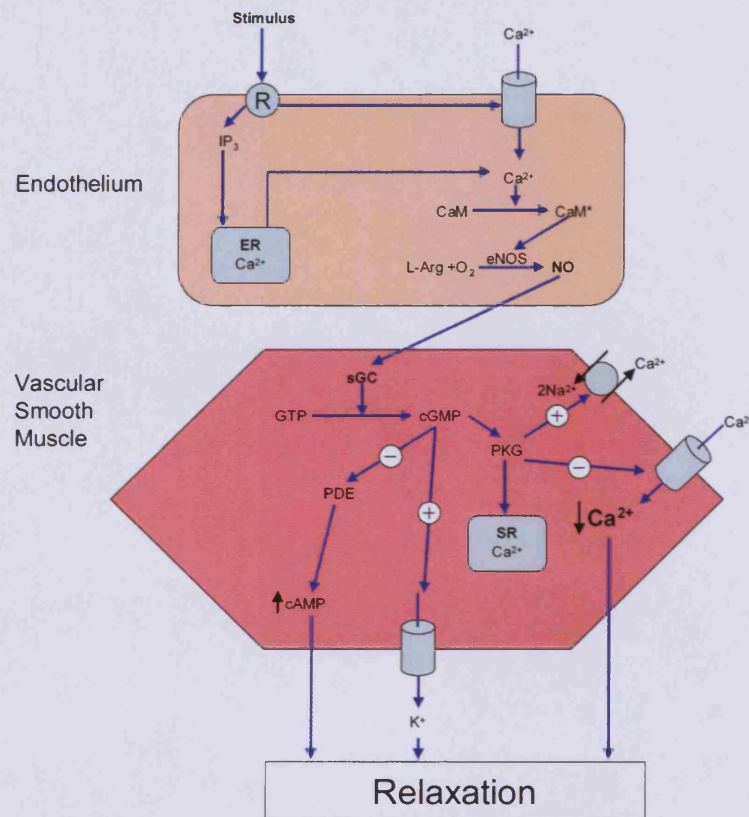 Stimulus
Ca²⁺
R
IP₃
Endothelium
Ca²⁺
CaM
CaM*
ER
Ca²⁺
L-Arg +O₂
eNOS
NO
Vascular
Smooth
Muscle
sGC
GTP
cGMP
2Na²⁺
Ca²⁺
+
PKG
−
Ca²
−
PDE
+
SR
Ca²⁺
↓Ca²⁺
↑cAMP
K⁺
Relaxation